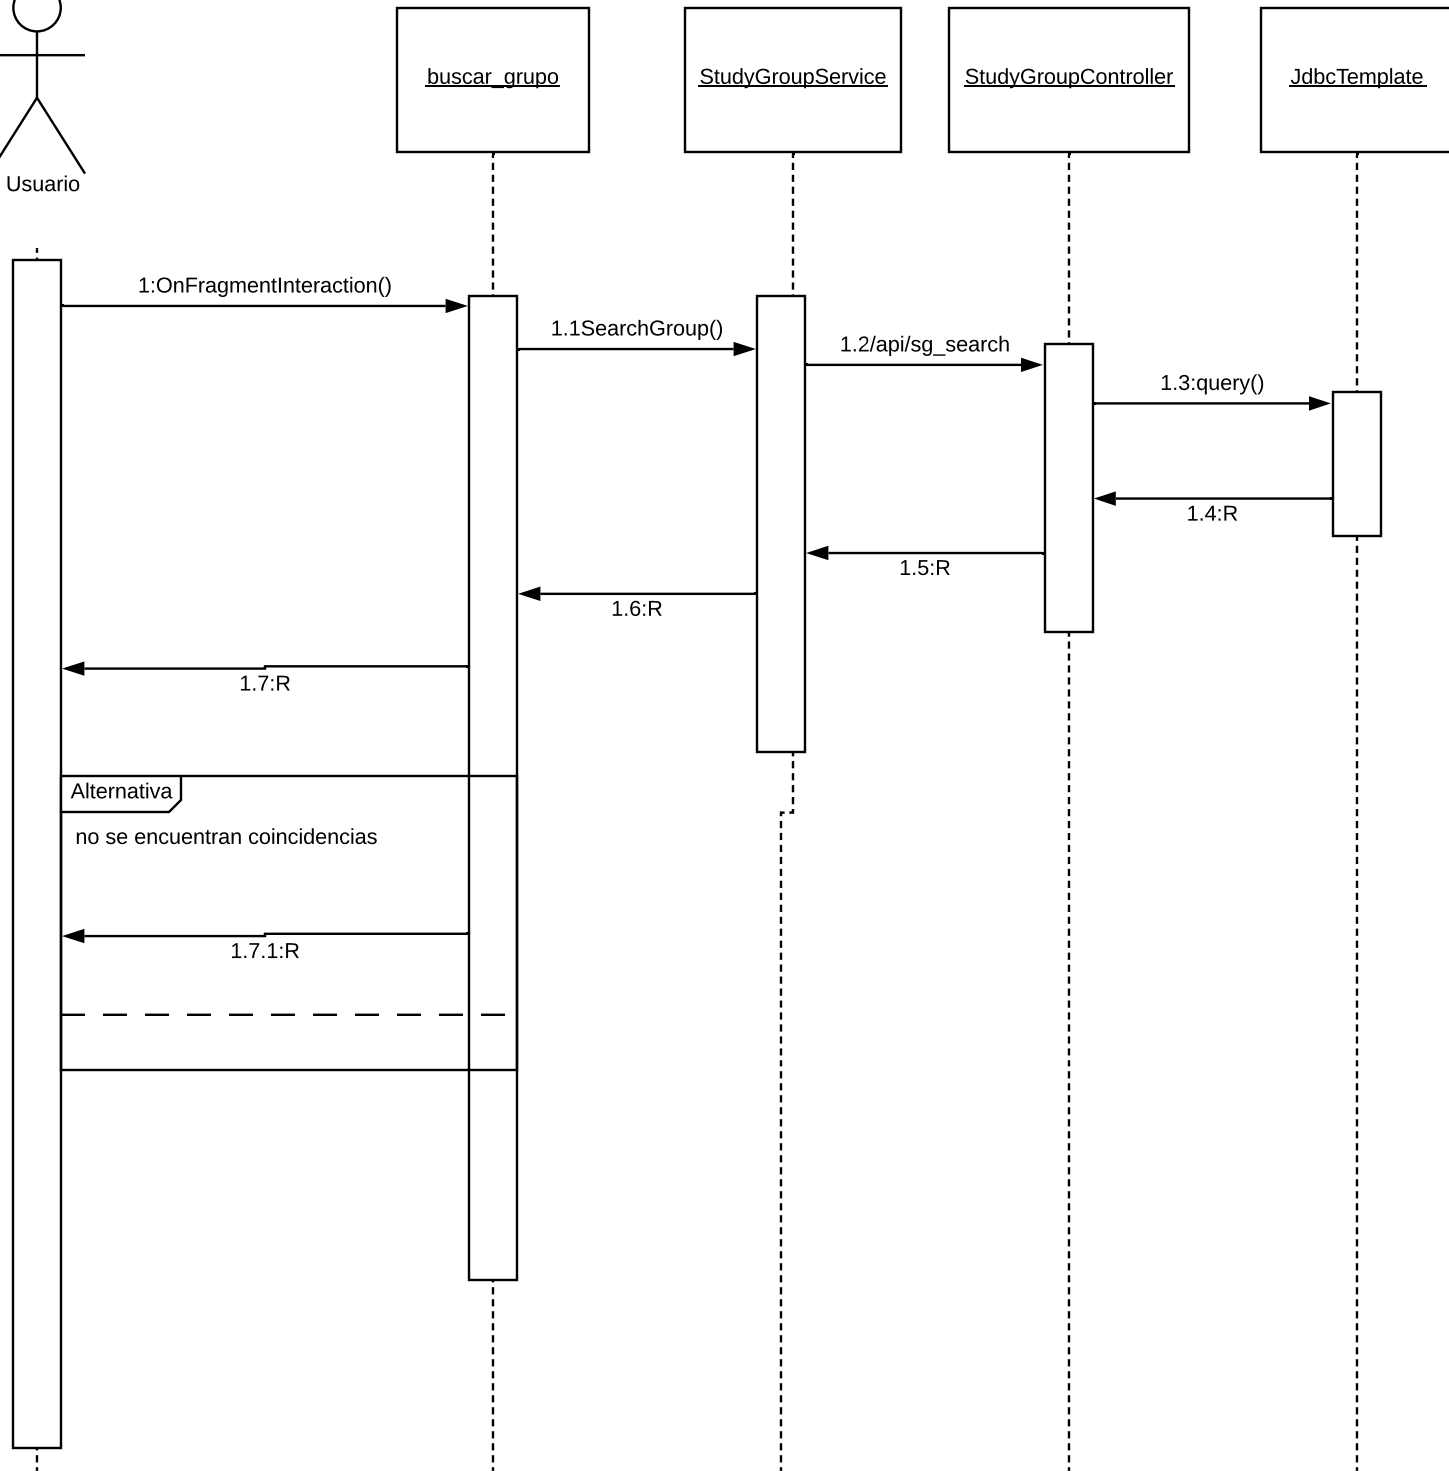 buscar_grupo
StudyGroupService
StudyGroupController
JdbcTemplate
Usuario
1:OnFragmentInteraction()
1.1SearchGroup()
1.2/api/sg_search
1.3:query()
1.4:R
1.5:R
1.6:R
1.7:R
Alternativa
no se encuentran coincidencias
1.7.1:R